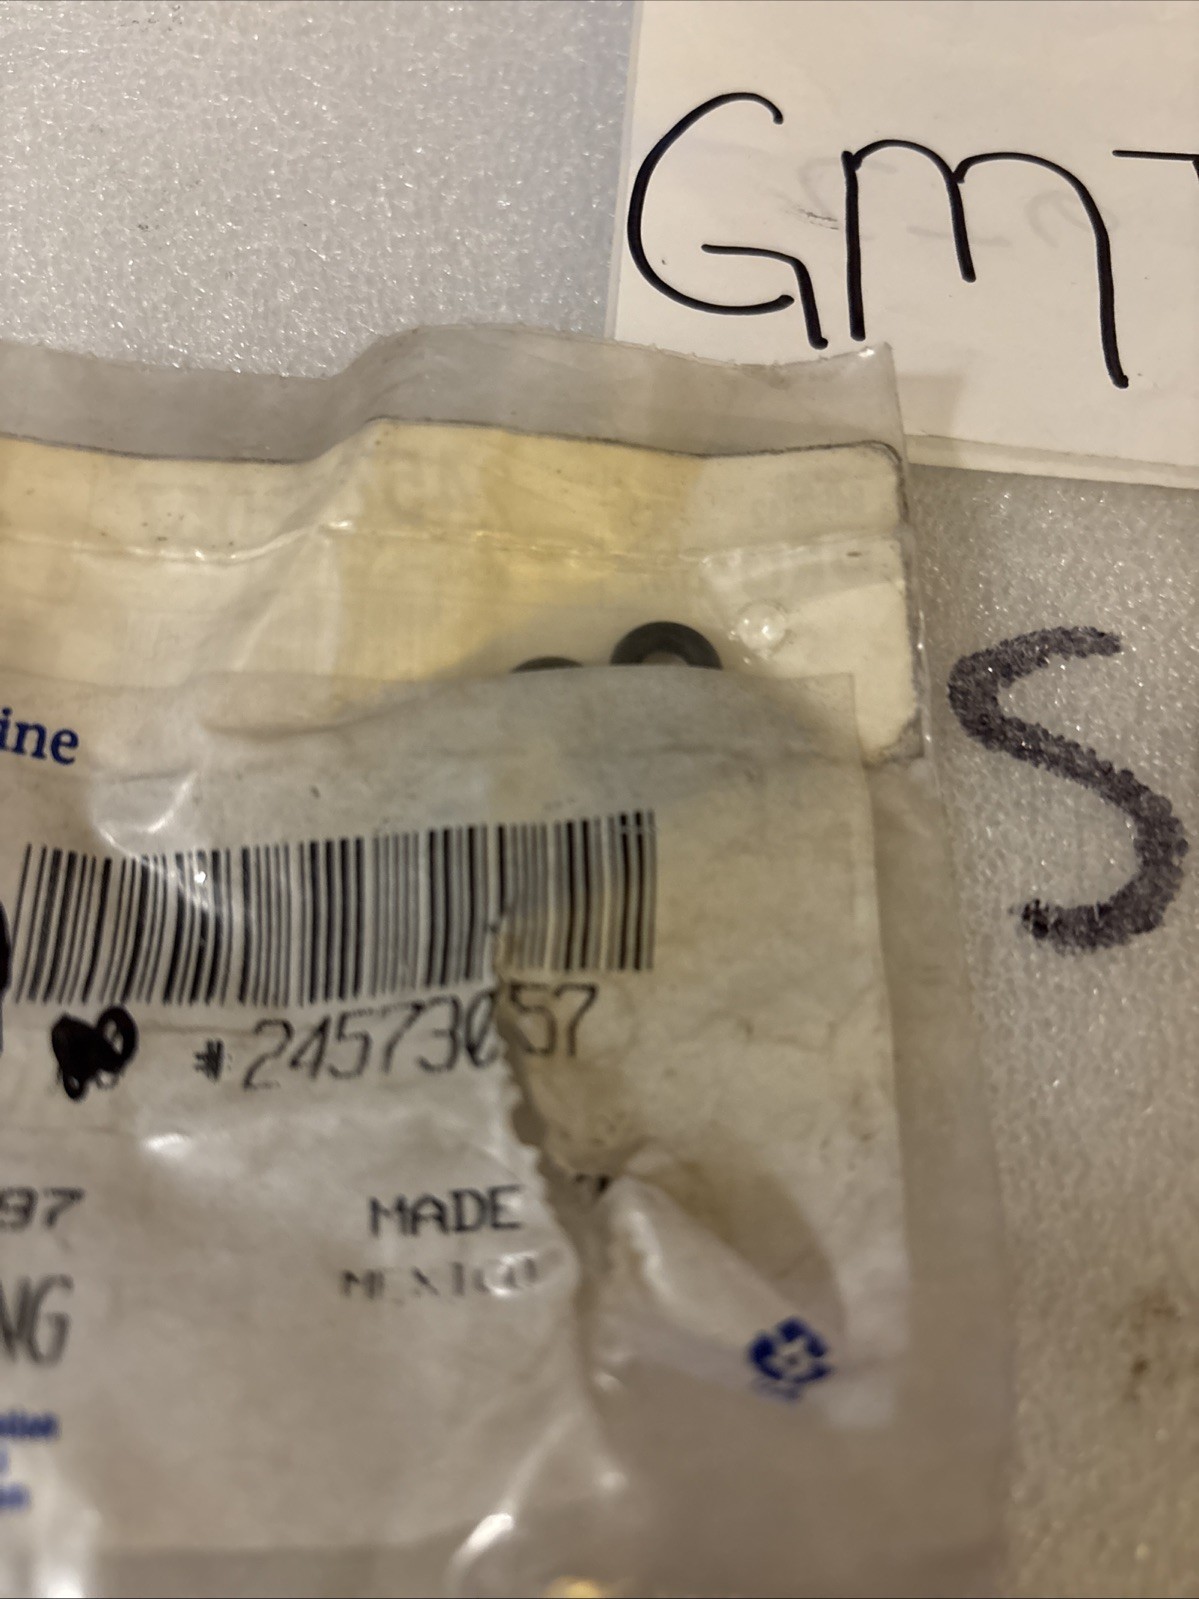 GM
S
ine
#24573057
97
MADE
MEXICO
NG